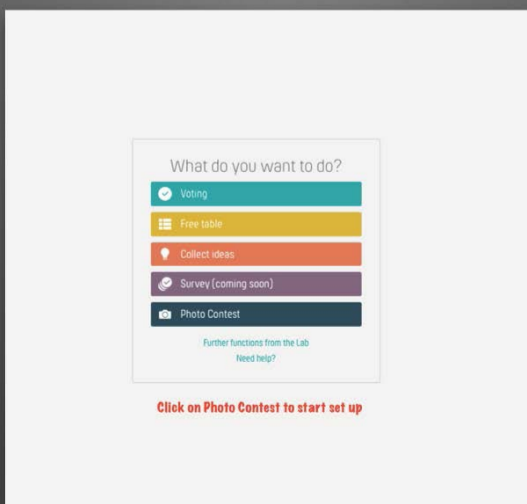 What do you want to do?
Voting
Free table
Collect ideas
Survey (coming soon)
Photo Contest
Further functions from the Lab
Need help?
Click on Photo Contest to start set up